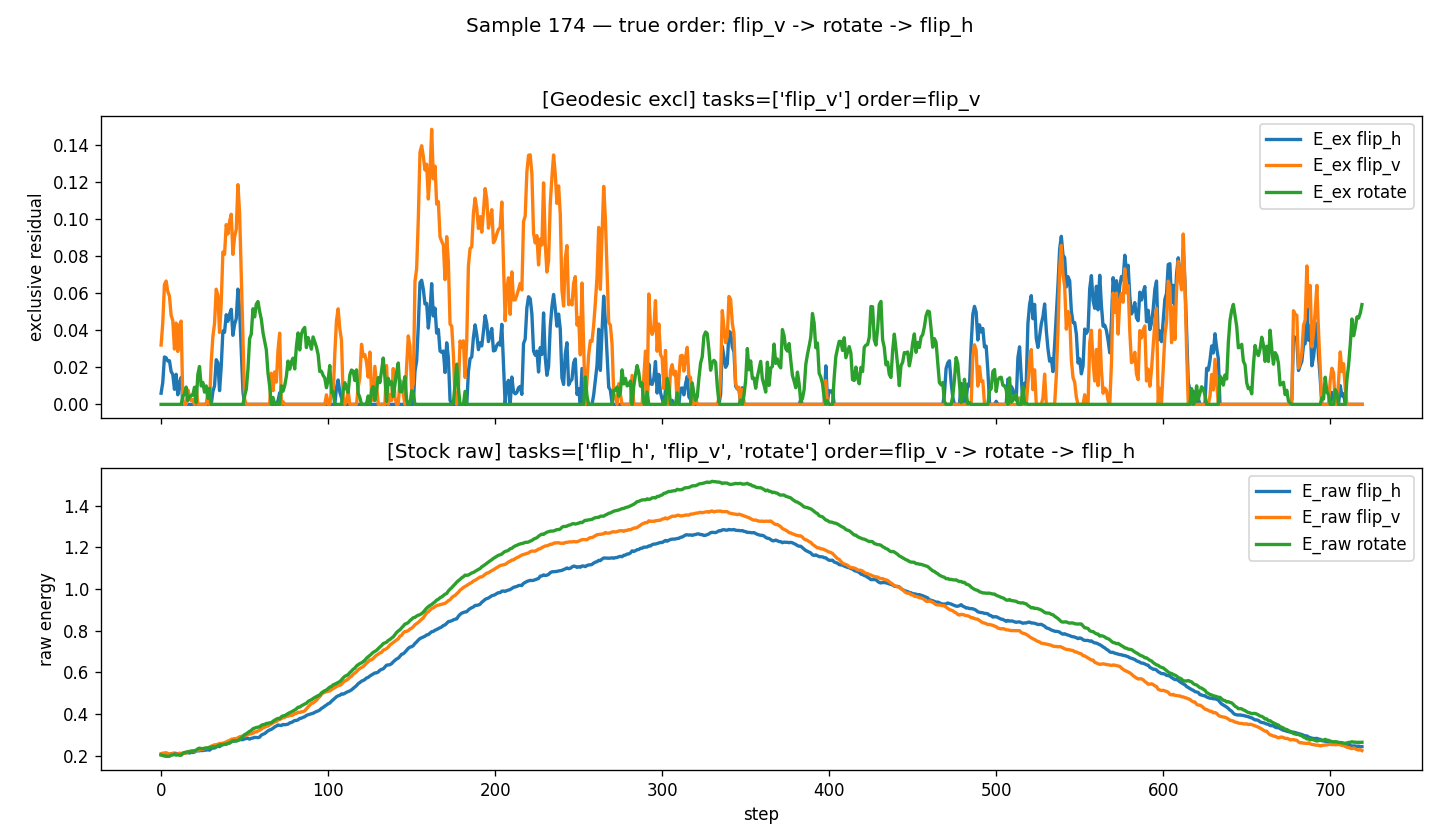 Sample 174 — true order: flip_v -> rotate -> flip_h
[Geodesic excl] tasks=['flip_v'] order=flip_v
exclusive residual
0.14
0.12
0.10
0.08
0.06
0.04
0.02
0.00
E_ex flip_h
E_ex flip_v
E_ex rotate
[Stock raw] tasks=['flip_h', 'flip_v', 'rotate'] order=flip_v -> rotate -> flip_h
raw energy
1.4
1.2
1.0
0.8
0.6
0.4
0.2
E_raw flip_h
E_raw flip_v
E_raw rotate
0 100 200 300 400 500 600 700
step